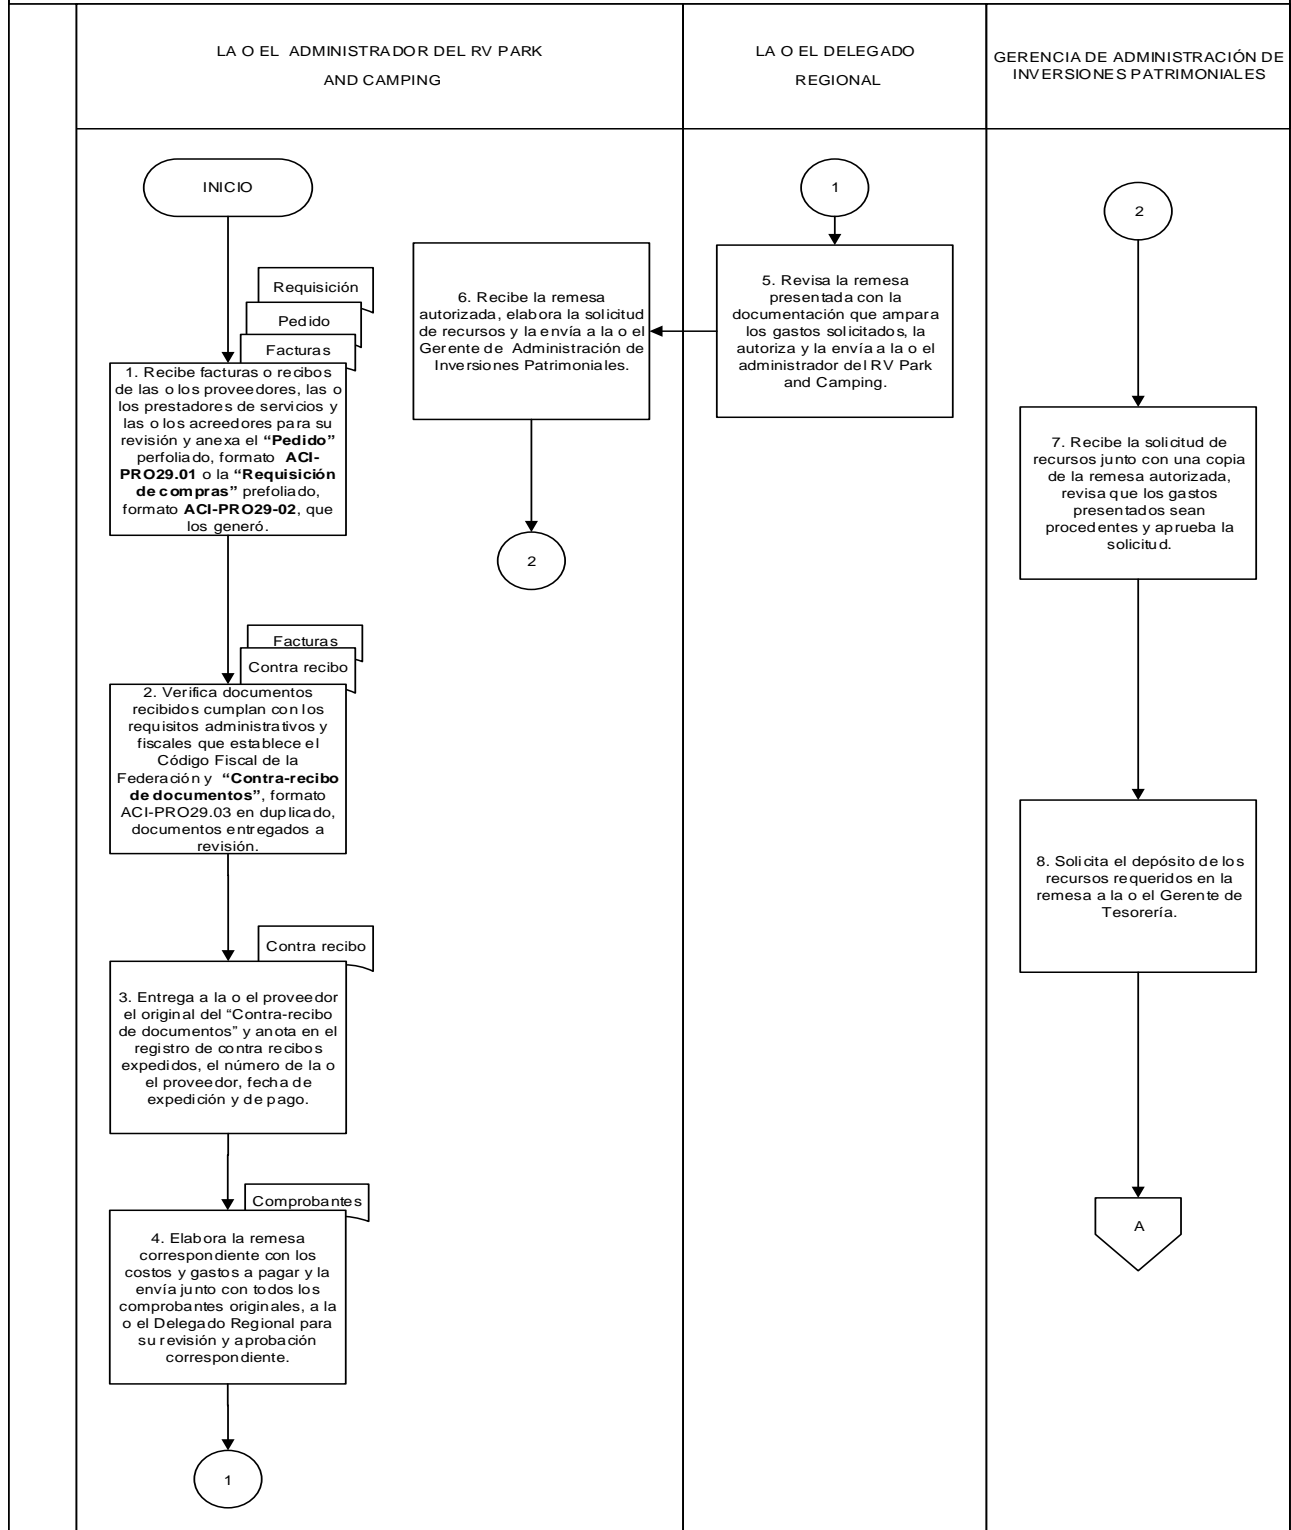 LA O EL ADMINISTRADOR DEL RV PARK
AND CAMPING
LA O EL DELEGADO
REGIONAL
GERENCIA DE ADMINISTRACIÓN DE
INVERSIONES PATRIMONIALES
INICIO
Requisición
Pedido
Facturas
1. Recibe facturas o recibos
de las o los proveedores, las o
los prestadores de servicios y
las o los acreedores para su
revisión y anexa el “Pedido”
perfoliado, formato ACI-
PRO29.01 o la “Requisición
de compras” prefoliado,
formato ACI-PRO29-02, que
los generó.
Facturas
Contra recibo
2. Verifica documentos
recibidos cumplan con los
requisitos administrativos y
fiscales que establece el
Código Fiscal de la
Federación y “Contra-recibo
de documentos”, formato
ACI-PRO29.03 en duplicado,
documentos entregados a
revisión.
Contra recibo
3. Entrega a la o el proveedor
el original del “Contra-recibo
de documentos” y anota en el
registro de contra recibos
expedidos, el número de la o
el proveedor, fecha de
expedición y de pago.
Comprobantes
4. Elabora la remesa
correspondiente con los
costos y gastos a pagar y la
envía junto con todos los
comprobantes originales, a la
o el Delegado Regional para
su revisión y aprobación
correspondiente.
1
6. Recibe la remesa
autorizada, elabora la solicitud
de recursos y la envía a la o el
Gerente de Administración de
Inversiones Patrimoniales.
2
1
5. Revisa la remesa
presentada con la
documentación que ampara
los gastos solicitados, la
autoriza y la envía a la o el
administrador del RV Park
and Camping.
2
7. Recibe la solicitud de
recursos junto con una copia
de la remesa autorizada,
revisa que los gastos
presentados sean
procedentes y aprueba la
solicitud.
8. Solicita el depósito de los
recursos requeridos en la
remesa a la o el Gerente de
Tesorería.
A